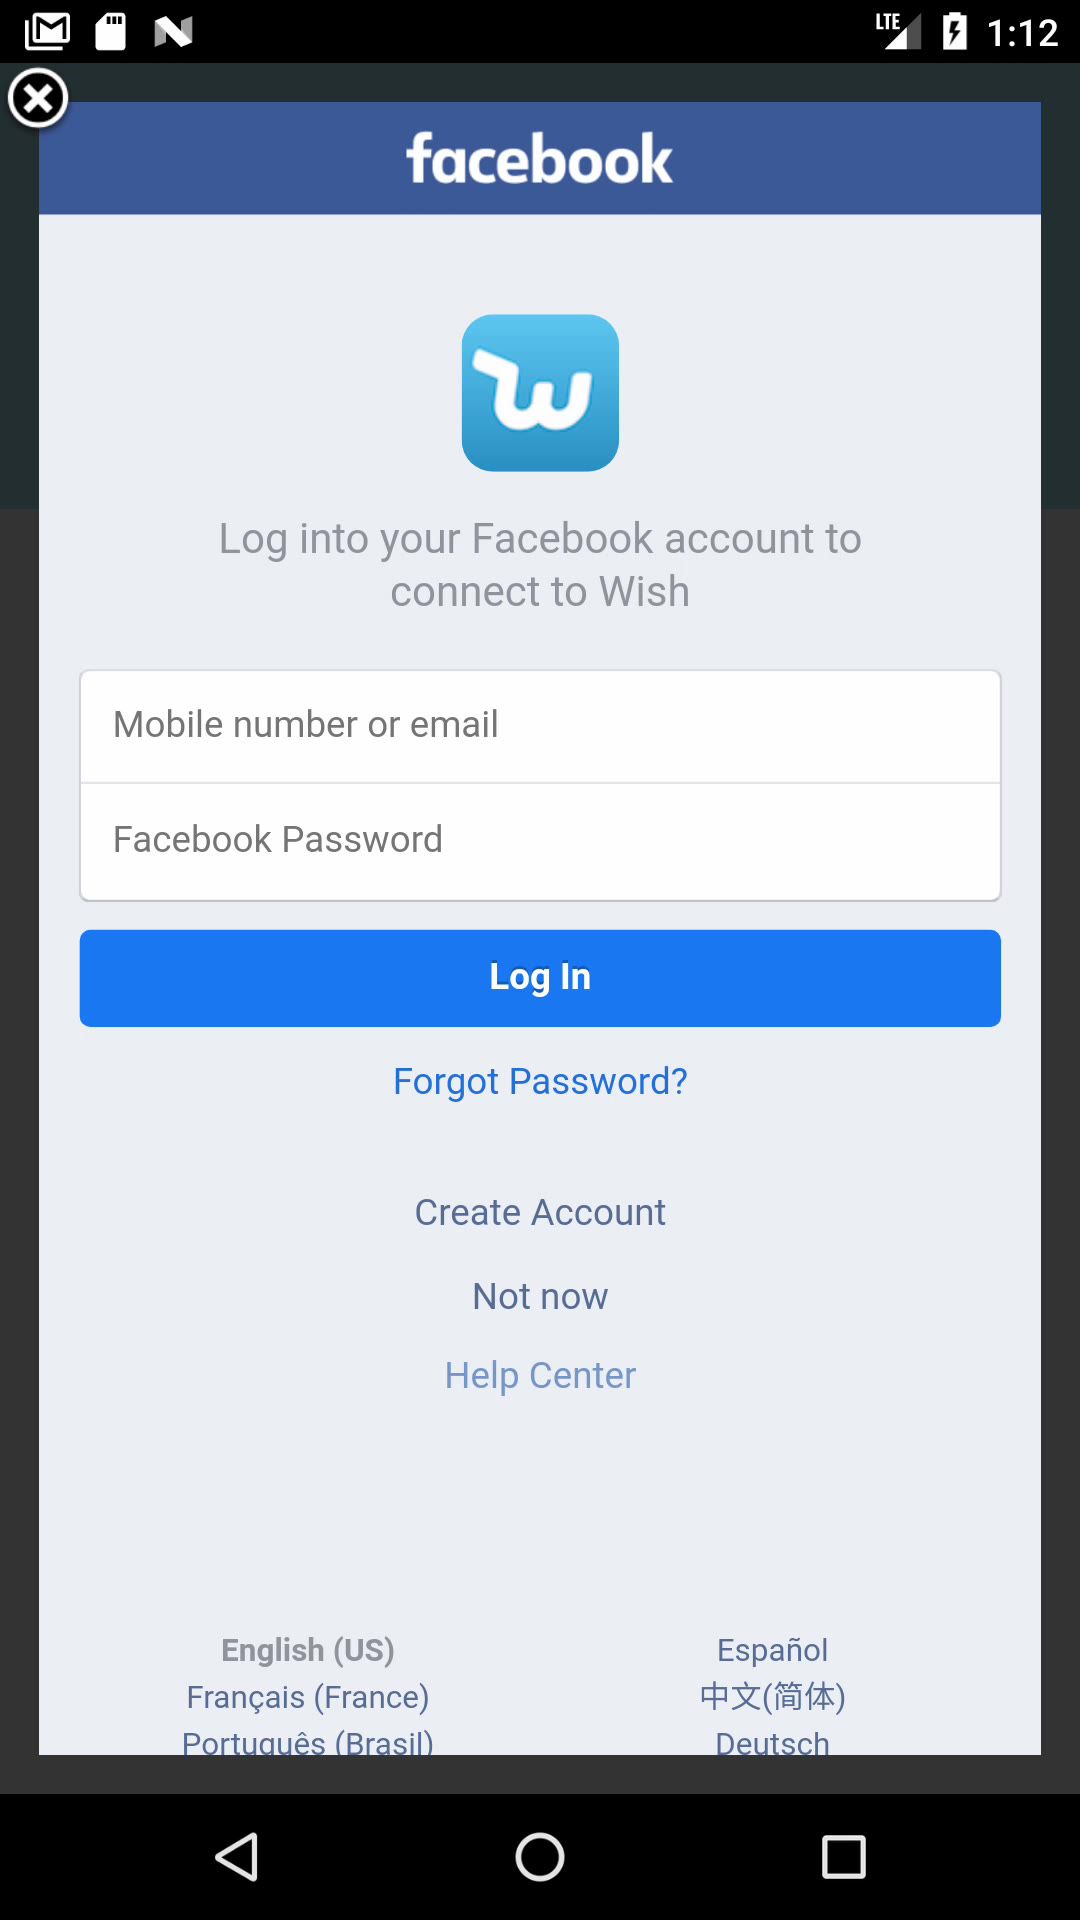 LTE 1:12
facebook
Log into your Facebook account to
connect to Wish
Mobile number or email
Facebook Password
Log In
Forgot Password?
Create Account
Not now
Help Center
English (US) Español
Français (France) 中文(简体)
Português (Brasil) Deutsch